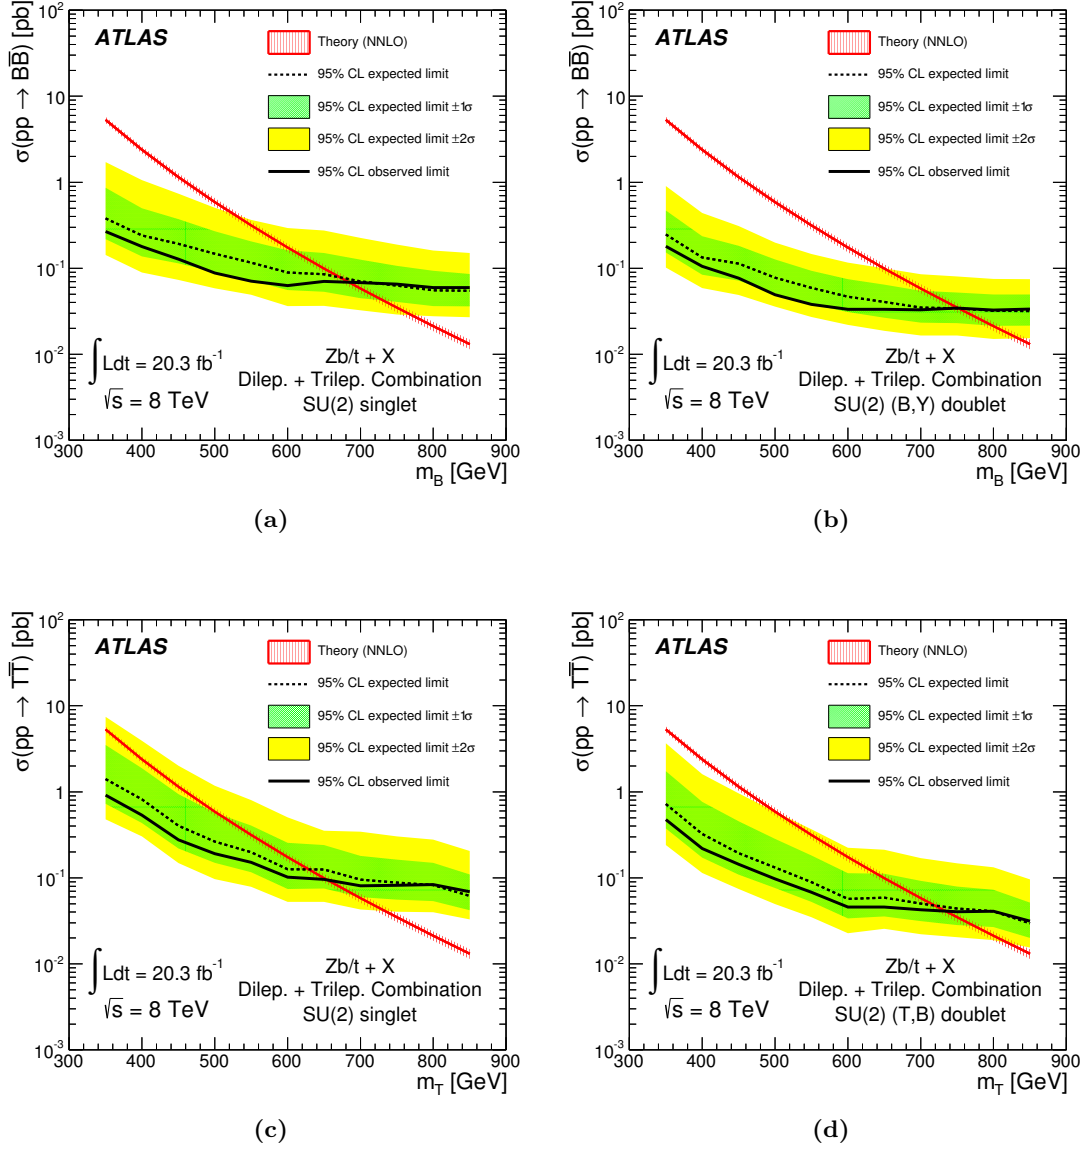 σ(pp → BB̅) [pb]
10²
10
1
10⁻¹
10⁻²
10⁻³
ATLAS
Theory (NNLO)
95% CL expected limit
95% CL expected limit ±1σ
95% CL expected limit ±2σ
95% CL observed limit
∫ Ldt = 20.3 fb⁻¹
√s = 8 TeV
Zb/t + X
Dilep. + Trilep. Combination
SU(2) singlet
300 400 500 600 700 800 900
m_B [GeV]
(a)
σ(pp → BB̅) [pb]
10²
10
1
10⁻¹
10⁻²
10⁻³
ATLAS
Theory (NNLO)
95% CL expected limit
95% CL expected limit ±1σ
95% CL expected limit ±2σ
95% CL observed limit
∫ Ldt = 20.3 fb⁻¹
√s = 8 TeV
Zb/t + X
Dilep. + Trilep. Combination
SU(2) (B,Y) doublet
300 400 500 600 700 800 900
m_B [GeV]
(b)
σ(pp → TT̅) [pb]
10²
10
1
10⁻¹
10⁻²
10⁻³
ATLAS
Theory (NNLO)
95% CL expected limit
95% CL expected limit ±1σ
95% CL expected limit ±2σ
95% CL observed limit
∫ Ldt = 20.3 fb⁻¹
√s = 8 TeV
Zb/t + X
Dilep. + Trilep. Combination
SU(2) singlet
300 400 500 600 700 800 900
m_T [GeV]
(c)
σ(pp → TT̅) [pb]
10²
10
1
10⁻¹
10⁻²
10⁻³
ATLAS
Theory (NNLO)
95% CL expected limit
95% CL expected limit ±1σ
95% CL expected limit ±2σ
95% CL observed limit
∫ Ldt = 20.3 fb⁻¹
√s = 8 TeV
Zb/t + X
Dilep. + Trilep. Combination
SU(2) (T,B) doublet
300 400 500 600 700 800 900
m_T [GeV]
(d)